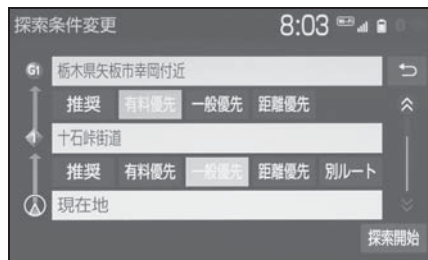 探索条件変更 8:03
G1 栃木県矢板市幸岡付近
推奨 有料優先 一般優先 距離優先
十石峠街道
推奨 有料優先 一般優先 距離優先 別ルート
現在地
探索開始